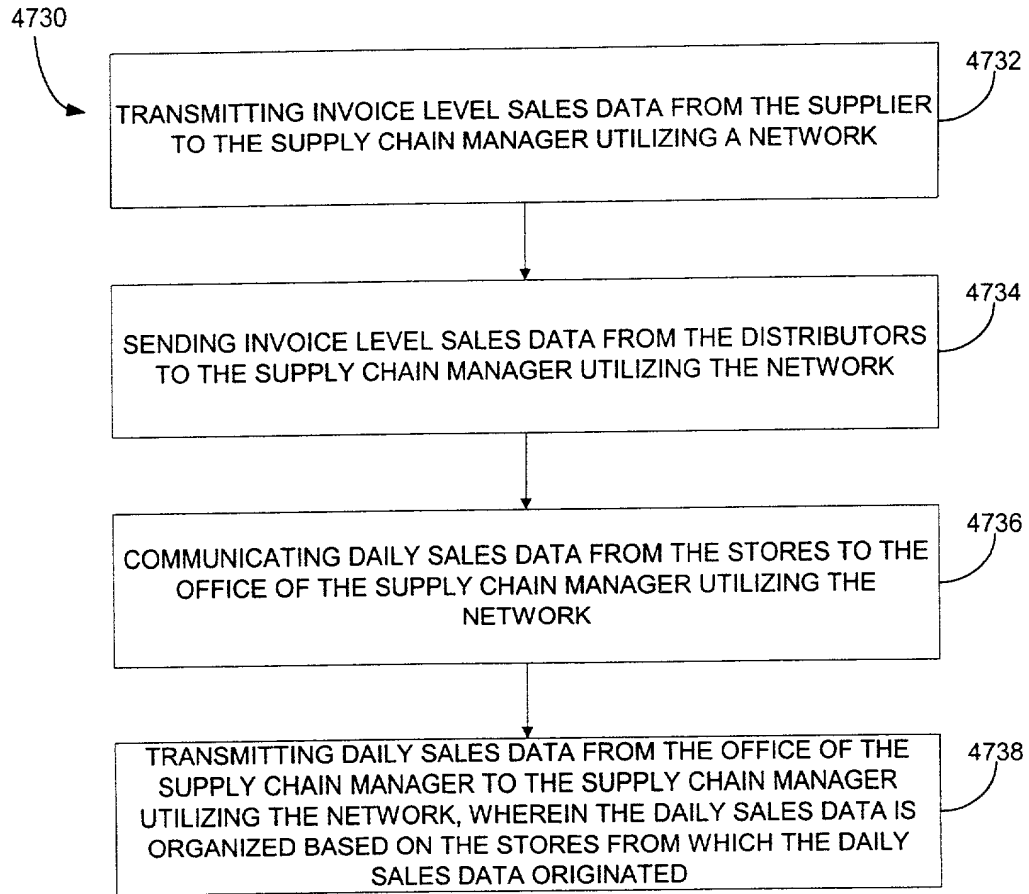 4730
4732
TRANSMITTING INVOICE LEVEL SALES DATA FROM THE SUPPLIER
TO THE SUPPLY CHAIN MANAGER UTILIZING A NETWORK
4734
SENDING INVOICE LEVEL SALES DATA FROM THE DISTRIBUTORS
TO THE SUPPLY CHAIN MANAGER UTILIZING THE NETWORK
4736
COMMUNICATING DAILY SALES DATA FROM THE STORES TO THE
OFFICE OF THE SUPPLY CHAIN MANAGER UTILIZING THE
NETWORK
4738
TRANSMITTING DAILY SALES DATA FROM THE OFFICE OF THE
SUPPLY CHAIN MANAGER TO THE SUPPLY CHAIN MANAGER
UTILIZING THE NETWORK, WHEREIN THE DAILY SALES DATA IS
ORGANIZED BASED ON THE STORES FROM WHICH THE DAILY
SALES DATA ORIGINATED